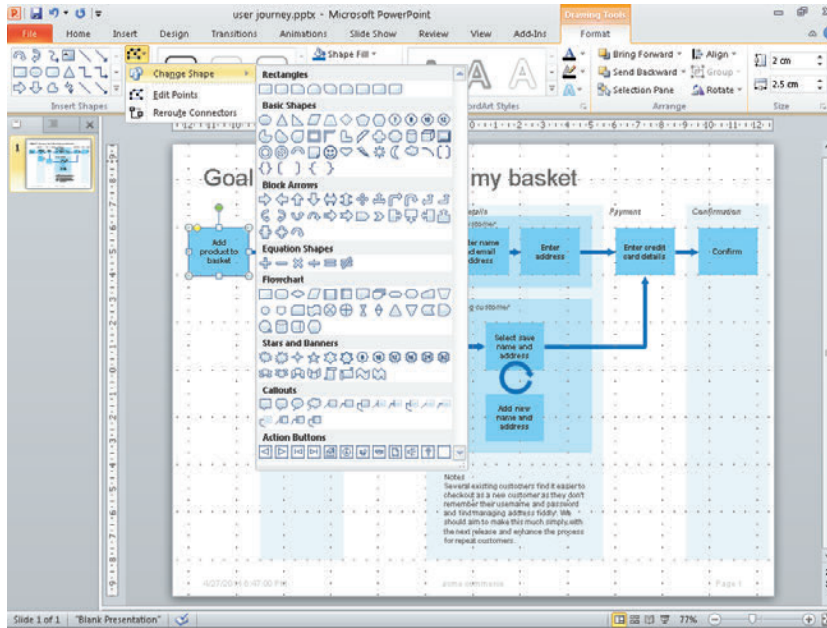 user journey.pptx - Microsoft PowerPoint
Drawing Tools
File Home Insert Design Transitions Animations Slide Show Review View Add-Ins Format
Change Shape
Edit Points
Reroute Connectors
Insert Shapes
Shape Fill
WordArt Styles
Bring Forward
Send Backward
Selection Pane
Align
Group
Rotate
Arrange
2 cm
2.5 cm
Size
Rectangles
Basic Shapes
Block Arrows
Equation Shapes
Flowchart
Stars and Banners
Callouts
Action Buttons
1
Goal
my basket
Payment
Confirmation
Add
product to
basket
Enter
address
Enter credit
card details
Confirm
Select save
name and
address
Add new
name and
address
Notes
Several existing customers find it easier to
checkout as a new customer as they don't
remember their username and password
and find managing address fiddly. We
should aim to make this much simply with
the next release and enhance the process
for repeat customers.
Page 1
Slide 1 of 1
"Blank Presentation"
77%